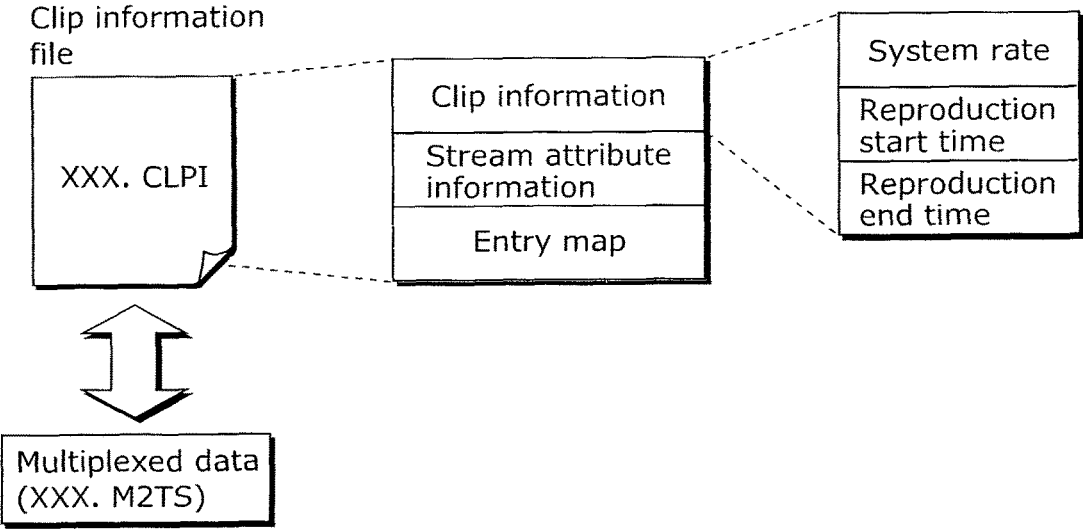 Clip information
file
XXX. CLPI
Clip information
Stream attribute
information
Entry map
System rate
Reproduction
start time
Reproduction
end time
Multiplexed data
(XXX. M2TS)